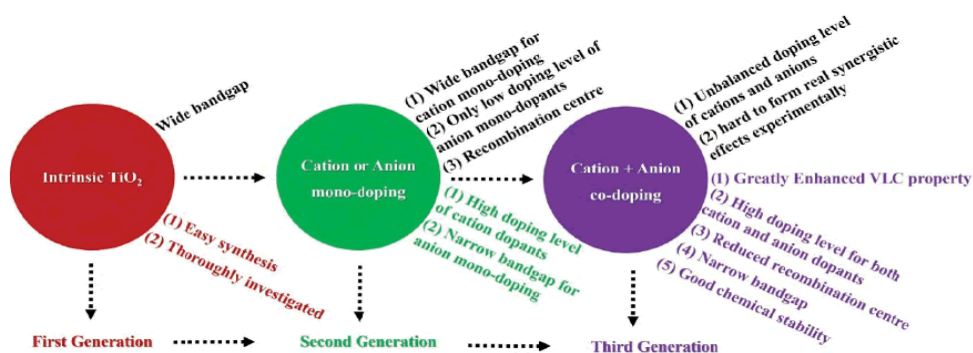 Intrinsic TiO₂
Wide bandgap
(1) Easy synthesis
(2) Thoroughly investigated
First Generation
Cation or Anion
mono-doping
(1) Wide bandgap for
cation mono-doping
(2) Only low doping level of
anion mono-dopants
(3) Recombination centre
(1) High doping level
of cation dopants
(2) Narrow bandgap for
anion mono-doping
Second Generation
Cation + Anion
co-doping
(1) Unbalanced doping level
of cations and anions
(2) hard to form real synergistic
effects experimentally
(1) Greatly Enhanced VLC property
(2) High doping level for both
cation and anion dopants
(3) Reduced recombination centre
(4) Narrow bandgap
(5) Good chemical stability
Third Generation